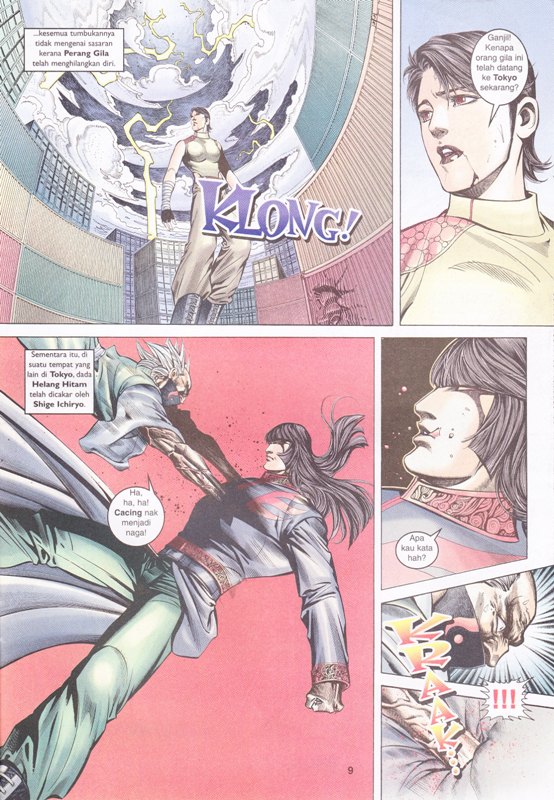 ...kesemua tumbukannya
tidak mengenai sasaran
kerana Perang Gila
telah menghilangkan diri.
KLONG!
Ganjil!
Kenapa
orang gila ini
telah datang
ke Tokyo
sekarang?
Sementara itu, di
suatu tempat yang
lain di Tokyo, dada
Helang Hitam
telah dicakar oleh
Shige Ichiryo.
Ha,
ha, ha!
Cacing nak
menjadi
naga!
Apa
kau kata
hah?
KRAAK...
!!!
9